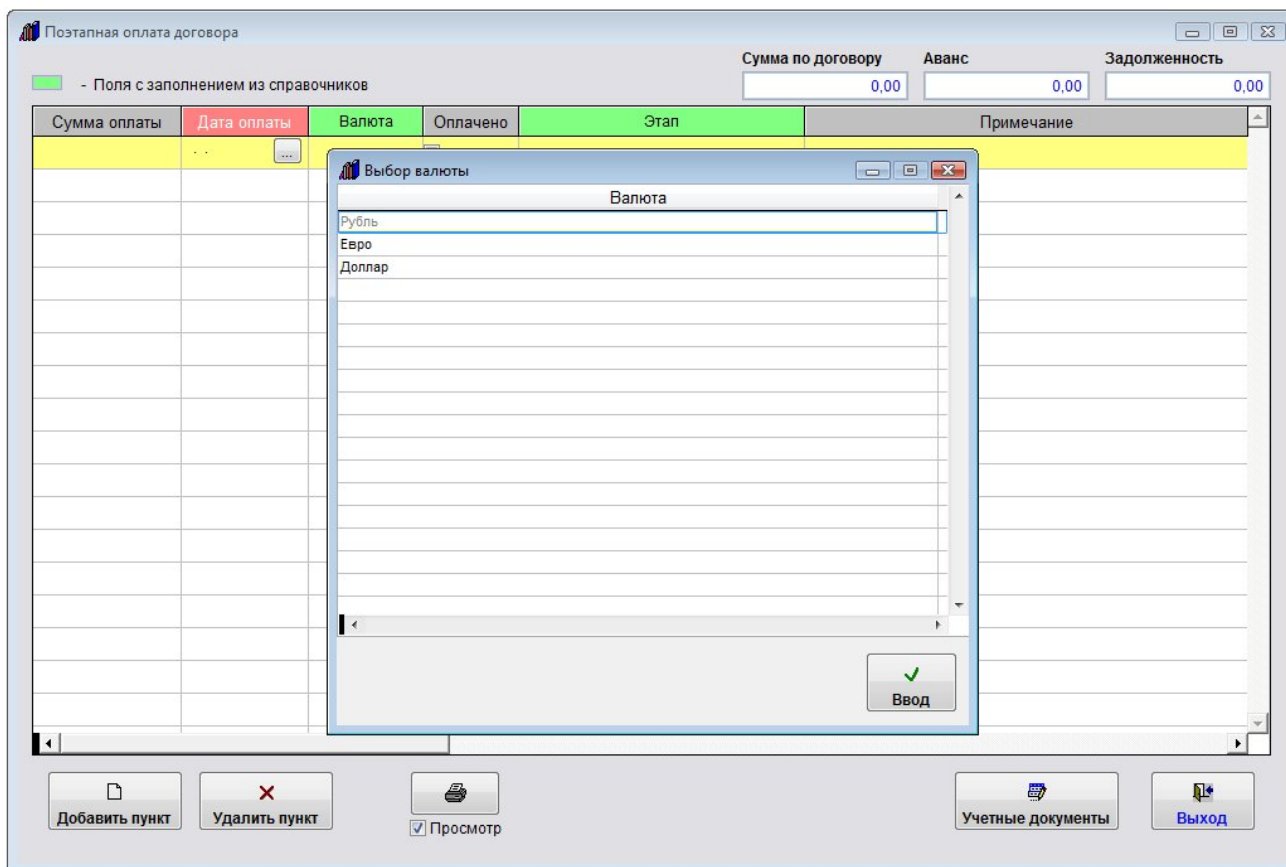 Поэтапная оплата договора
Сумма по договору Аванс Задолженность
- Поля с заполнением из справочников
0,00 0,00 0,00
Сумма оплаты Дата оплаты Валюта Оплачено Этап Примечание
. . ...
Выбор валюты
Валюта
Рубль
Евро
Доллар
Ввод
Добавить пункт Удалить пункт Просмотр Учетные документы Выход